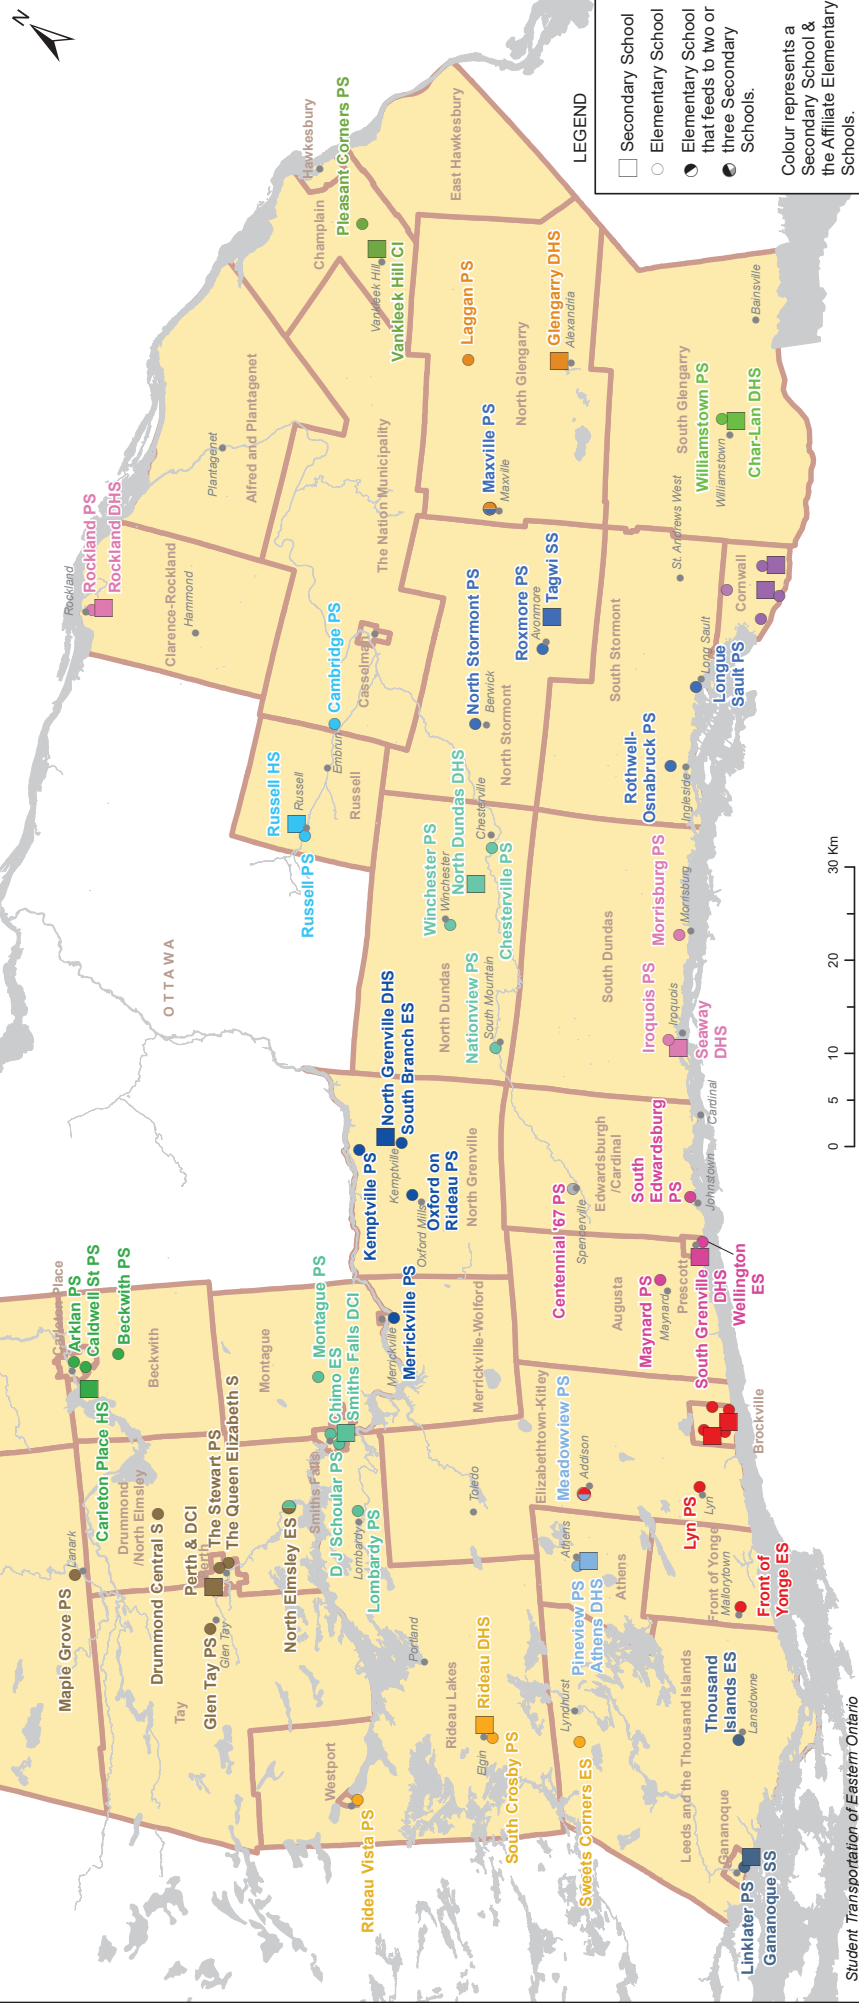 N
Hawkesbury
Pleasant Corners PS
Champlain
East Hawkesbury
Vankleek Hill
Vankleek Hill CI
LEGEND
Secondary School
Elementary School
Elementary School
that feeds to two or
three Secondary
Schools.
Colour represents a
Secondary School &
the Affiliate Elementary
Schools.
Alfred and Plantagenet
Plantagenet
Laggan PS
North Glengarry
Glengarry DHS
Alexandria
Bainsville
South Glengarry
Williamstown PS
Williamstown
Char-Lan DHS
Maxville PS
Maxville
The Nation Municipality
St. Andrews West
Rockland
Rockland PS
Rockland DHS
Clarence-Rockland
Hammond
Cambridge PS
Casselman
North Stormont PS
Berwick
North Stormont
Roxmore PS
Avonmore
Tagwi SS
South Stormont
Cornwall
Long Sault
Longue
Sault PS
Rothwell-
Osnabruck PS
Ingleside
Russell HS
Russell
Embrun
Russell
Russell PS
OTTAWA
Winchester PS
Winchester
North Dundas DHS
Chesterville
Chesterville PS
North Dundas
Nationview PS
South Mountain
South Dundas
Morrisburg PS
Morrisburg
Iroquois PS
Iroquois
Seaway
DHS
North Grenville DHS
South Branch ES
Kemptville PS
Kemptville
Oxford Mills
Oxford on
Rideau PS
North Grenville
Centennial '67 PS
Spencerville
Edwardsburgh
/Cardinal
South
Edwardsburg
PS
Cardinal
Johnstown
Augusta
Maynard PS
Maynard
Prescott
South Grenville
DHS
Wellington
ES
Carleton Place
Arklan PS
Caldwell St PS
Beckwith PS
Carleton Place HS
Beckwith
Montague
Montague PS
Chimo ES
Smiths Falls DCI
Smiths Falls
D J Schoular PS
Lombardy
Lombardy PS
Merrickville
Merrickville PS
Merrickville-Wolford
Elizabethtown-Kitley
Meadowview PS
Addison
Toledo
Brockville
Lyn PS
Lyn
Front of Yonge
Mallorytown
Front of
Yonge ES
Athens
Pineview PS
Athens DHS
Athens
Lanark
Maple Grove PS
Drummond
/North Elmsley
Drummond Central S
Perth & DCI
Perth
The Stewart PS
The Queen Elizabeth S
Glen Tay PS
Glen Tay
North Elmsley ES
Tay
Portland
Rideau Lakes
Rideau DHS
Elgin
South Crosby PS
Westport
Rideau Vista PS
Lyndhurst
Sweets Corners ES
Leeds and the Thousand Islands
Thousand
Islands ES
Lansdowne
Gananoque
Linklater PS
Gananoque SS
0 5 10 20 30 Km
Student Transportation of Eastern Ontario